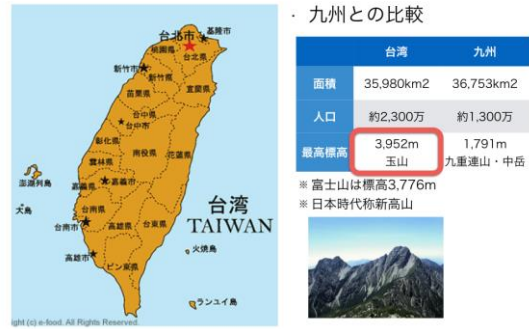 ・ 九州との比較
台湾 九州
面積 35,980km2 36,753km2
人口 約2,300万 約1,300万
最高標高 3,952m 1,791m
玉山 九重連山・中岳
※ 富士山は標高3,776m
※ 日本時代称新高山
台北市
基隆市
桃園県
台北県
新竹市
新竹県
苗栗県
宜蘭県
台中県
台中市
彰化県
南投県
花蓮県
雲林県
澎湖列島
嘉義県
嘉義市
台南県
台湾
TAIWAN
台南市
高雄県
台東県
高雄市
火焼島
ピン東県
ランユイ島
ight (c) e-food. All Rights Reserved